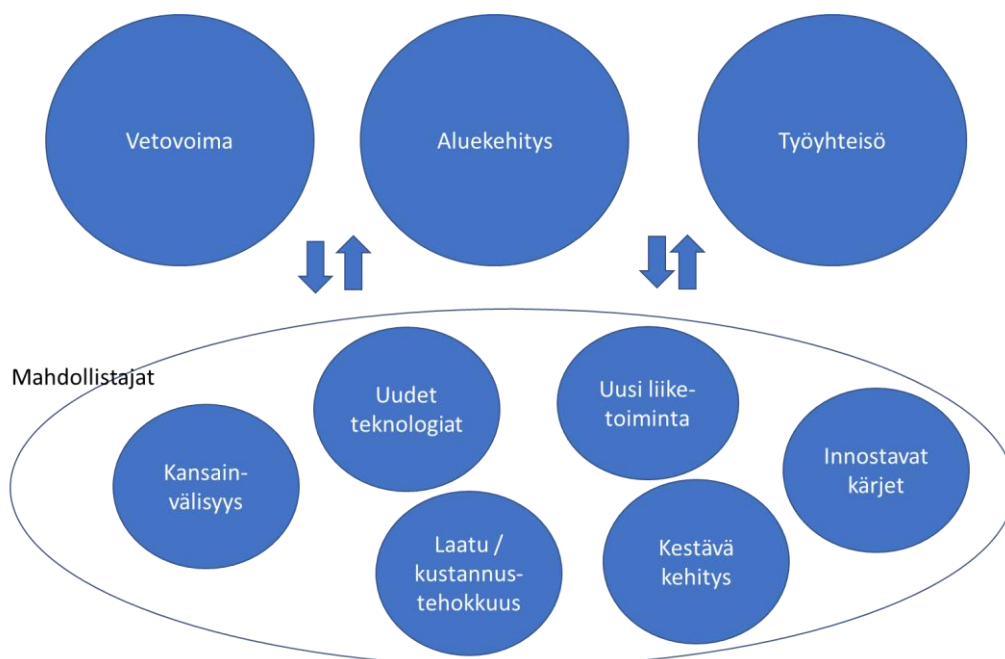 Vetovoima
Aluekehitys
Työyhteisö
Mahdollistajat
Uudet
teknologiat
Uusi liike-
toiminta
Kansain-
välisyys
Innostavat
kärjet
Laatu /
kustannus-
tehokkuus
Kestävä
kehitys